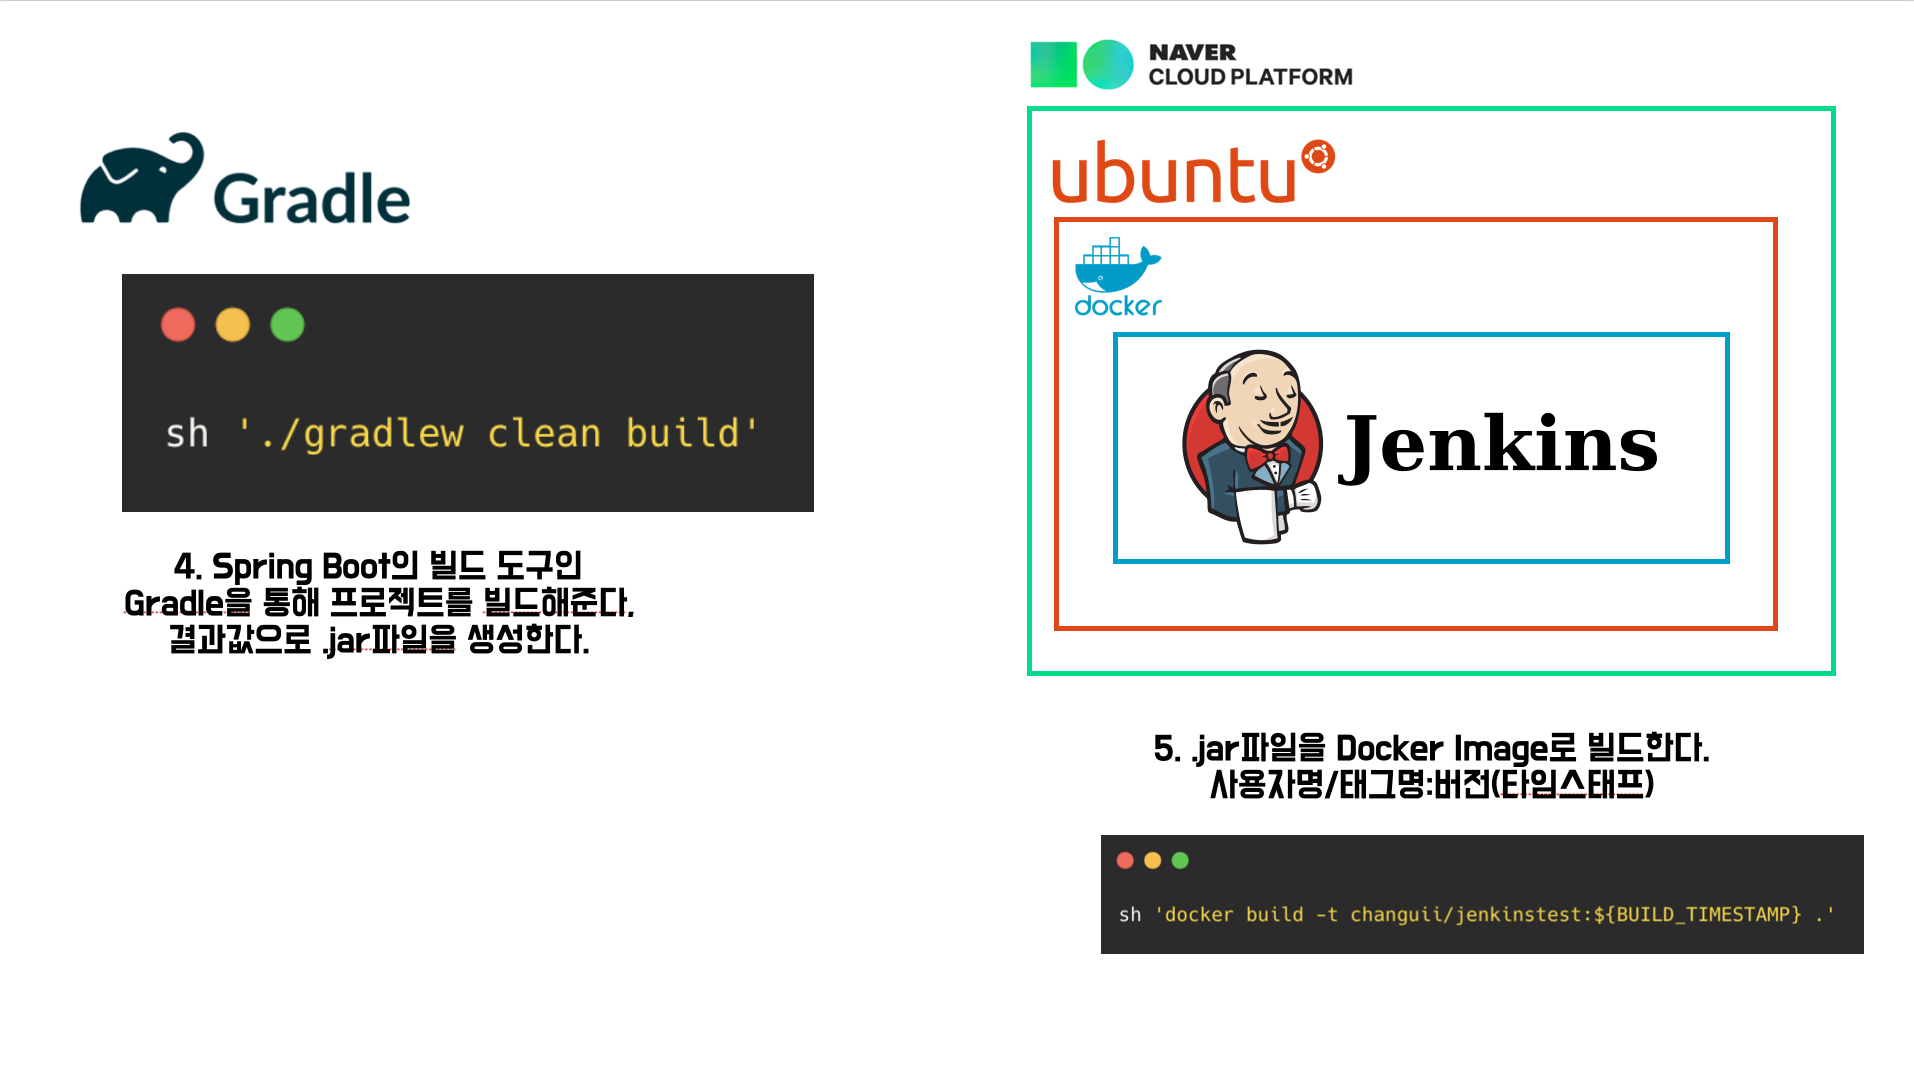 Gradle
sh './gradlew clean build'
4. Spring Boot의 빌드 도구인
Gradle을 통해 프로젝트를 빌드해준다.
결과값으로 .jar파일을 생성한다.
NAVER
CLOUD PLATFORM
ubuntu
docker
Jenkins
5. .jar파일을 Docker Image로 빌드한다.
사용자명/태그명:버전(타임스태프)
sh 'docker build -t changuii/jenkinstest:${BUILD_TIMESTAMP} .'